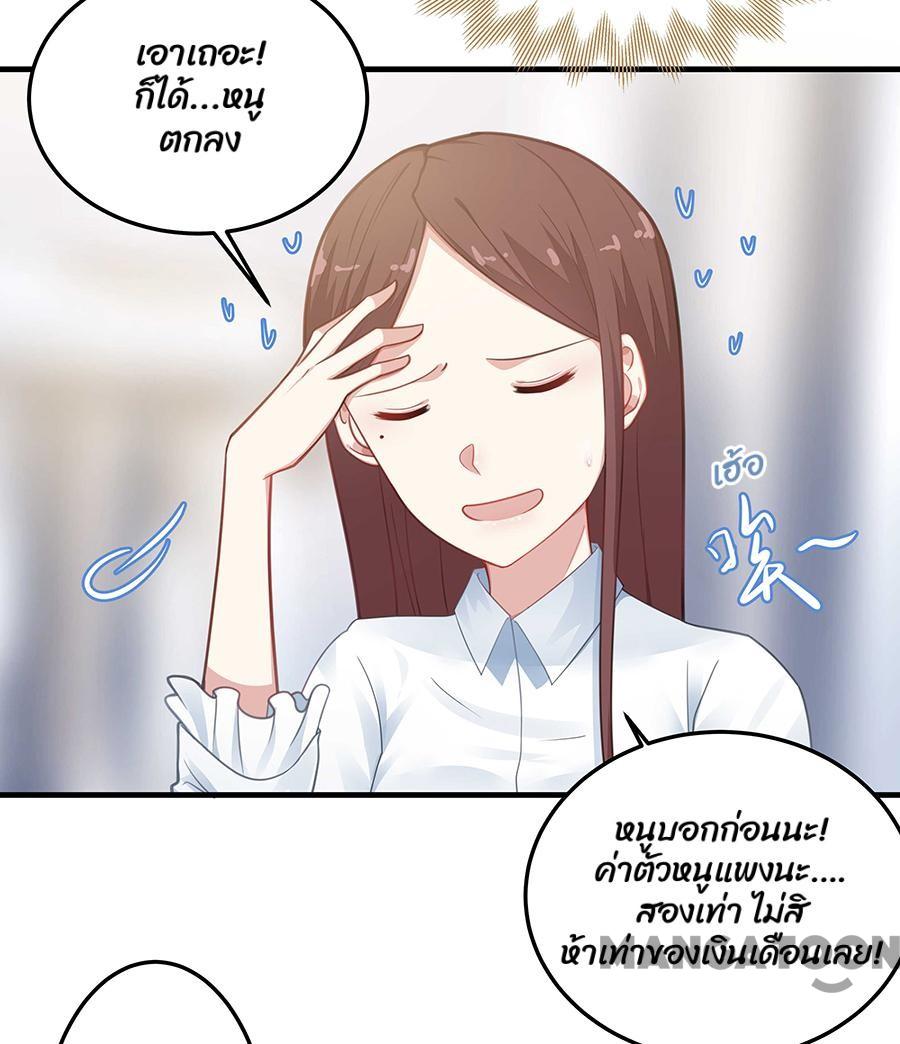 เอาเถอะ!
ก็ได้...หนู
ตกลง
เฮ้อ
唉~
หนูบอกก่อนนะ!
ค่าตัวหนูแพงนะ....
สองเท่า ไม่สิ
ห้าเท่าของเงินเดือนเลย!
MANGATOON